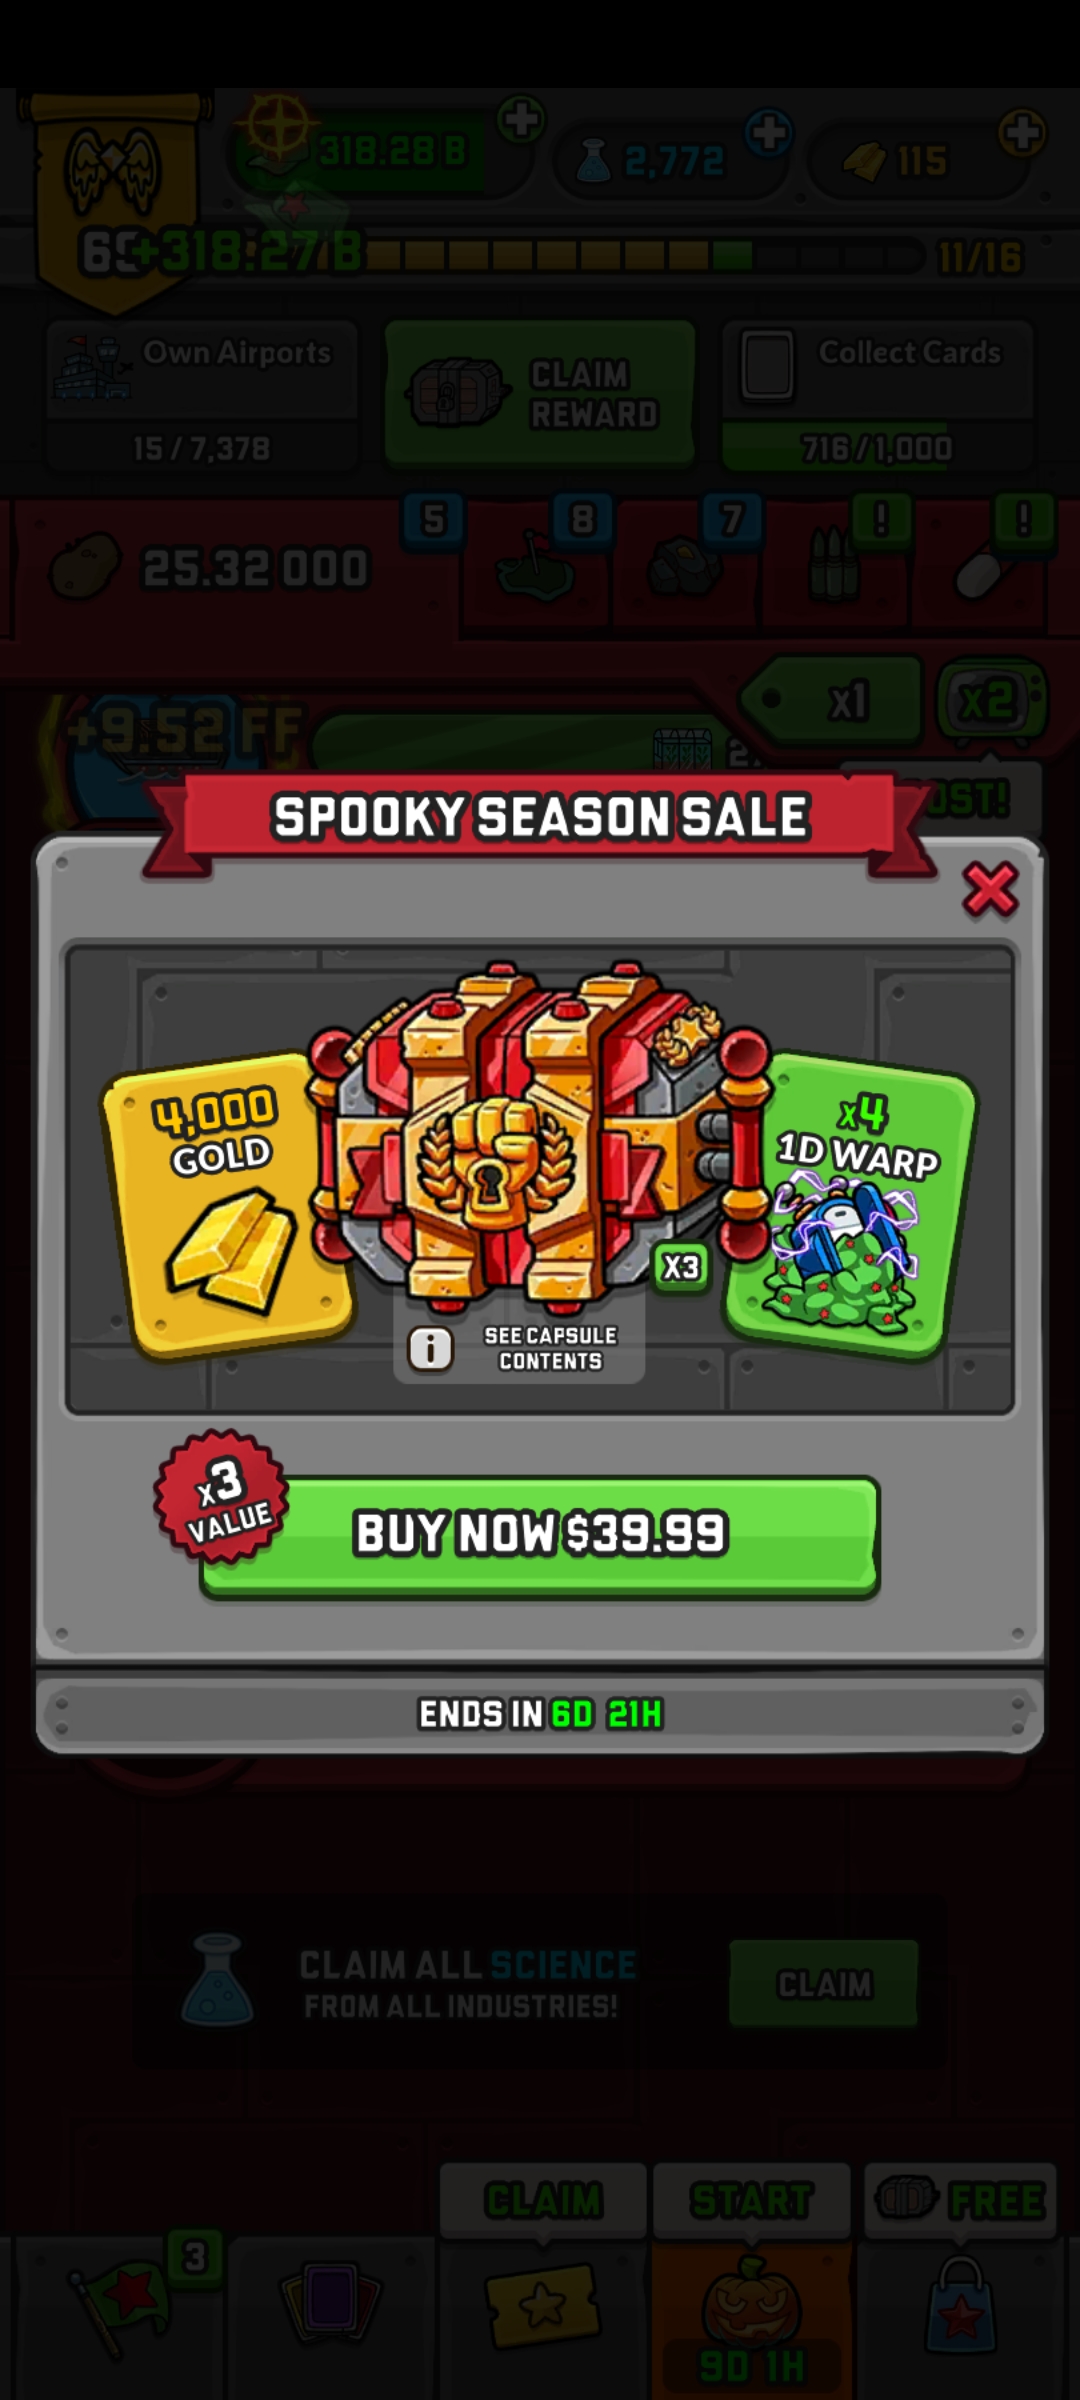 318.28 B
2,772
115
+318.27 B
11/16
Own Airports
CLAIM
REWARD
Collect Cards
15 / 7,378
716 / 1,000
5
8
7
!
!
25.32 000
x1
x2
+9.52 FF
SPOOKY SEASON SALE
4,000
GOLD
x4
1D WARP
X3
i
SEE CAPSULE
CONTENTS
x3
VALUE
BUY NOW $39.99
ENDS IN 6D 21H
CLAIM ALL SCIENCE
FROM ALL INDUSTRIES!
CLAIM
CLAIM
START
FREE
3
9D 1H